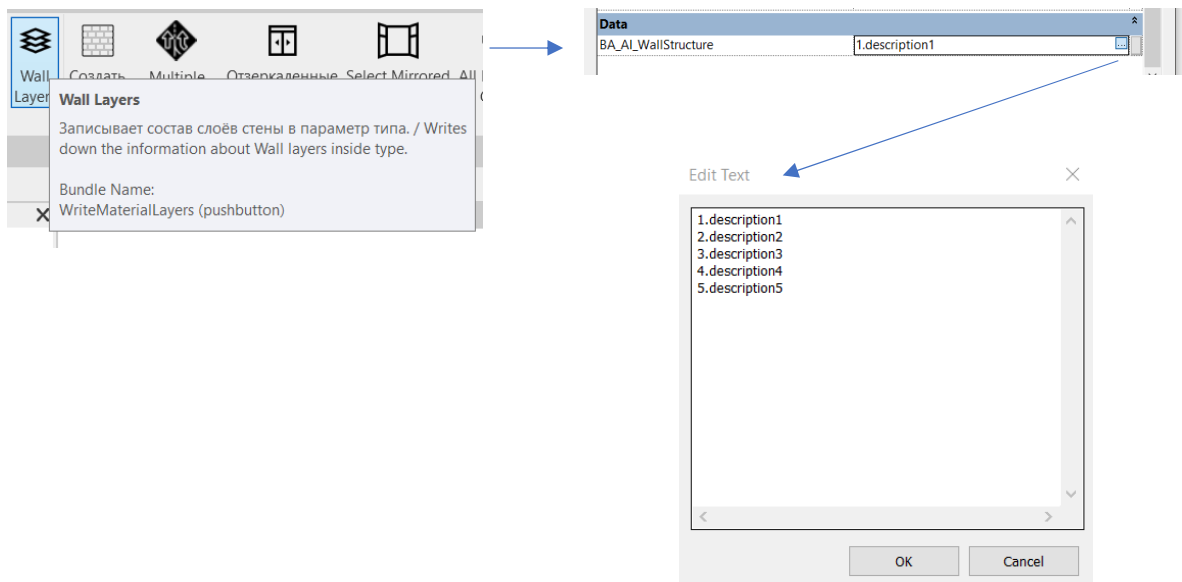 Wall
Layer
Создать
Multiple
Отзеркаленные
Select Mirrored
All
Wall Layers
Записывает состав слоёв стены в параметр типа. / Writes
down the information about Wall layers inside type.
Bundle Name:
WriteMaterialLayers (pushbutton)
Data
BA_AI_WallStructure
1.description1
Edit Text
1.description1
2.description2
3.description3
4.description4
5.description5
OK
Cancel